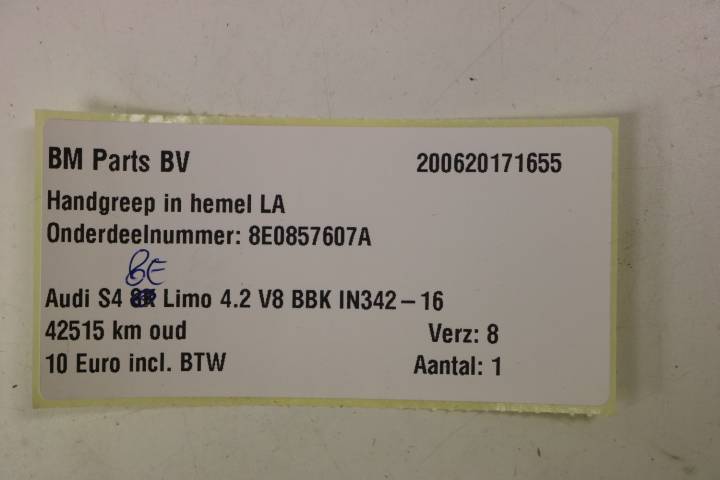 BM Parts BV 200620171655
Handgreep in hemel LA
Onderdeelnummer: 8E0857607A
8E
Audi S4 Limo 4.2 V8 BBK IN342-16
42515 km oud Verz: 8
10 Euro incl. BTW Aantal: 1